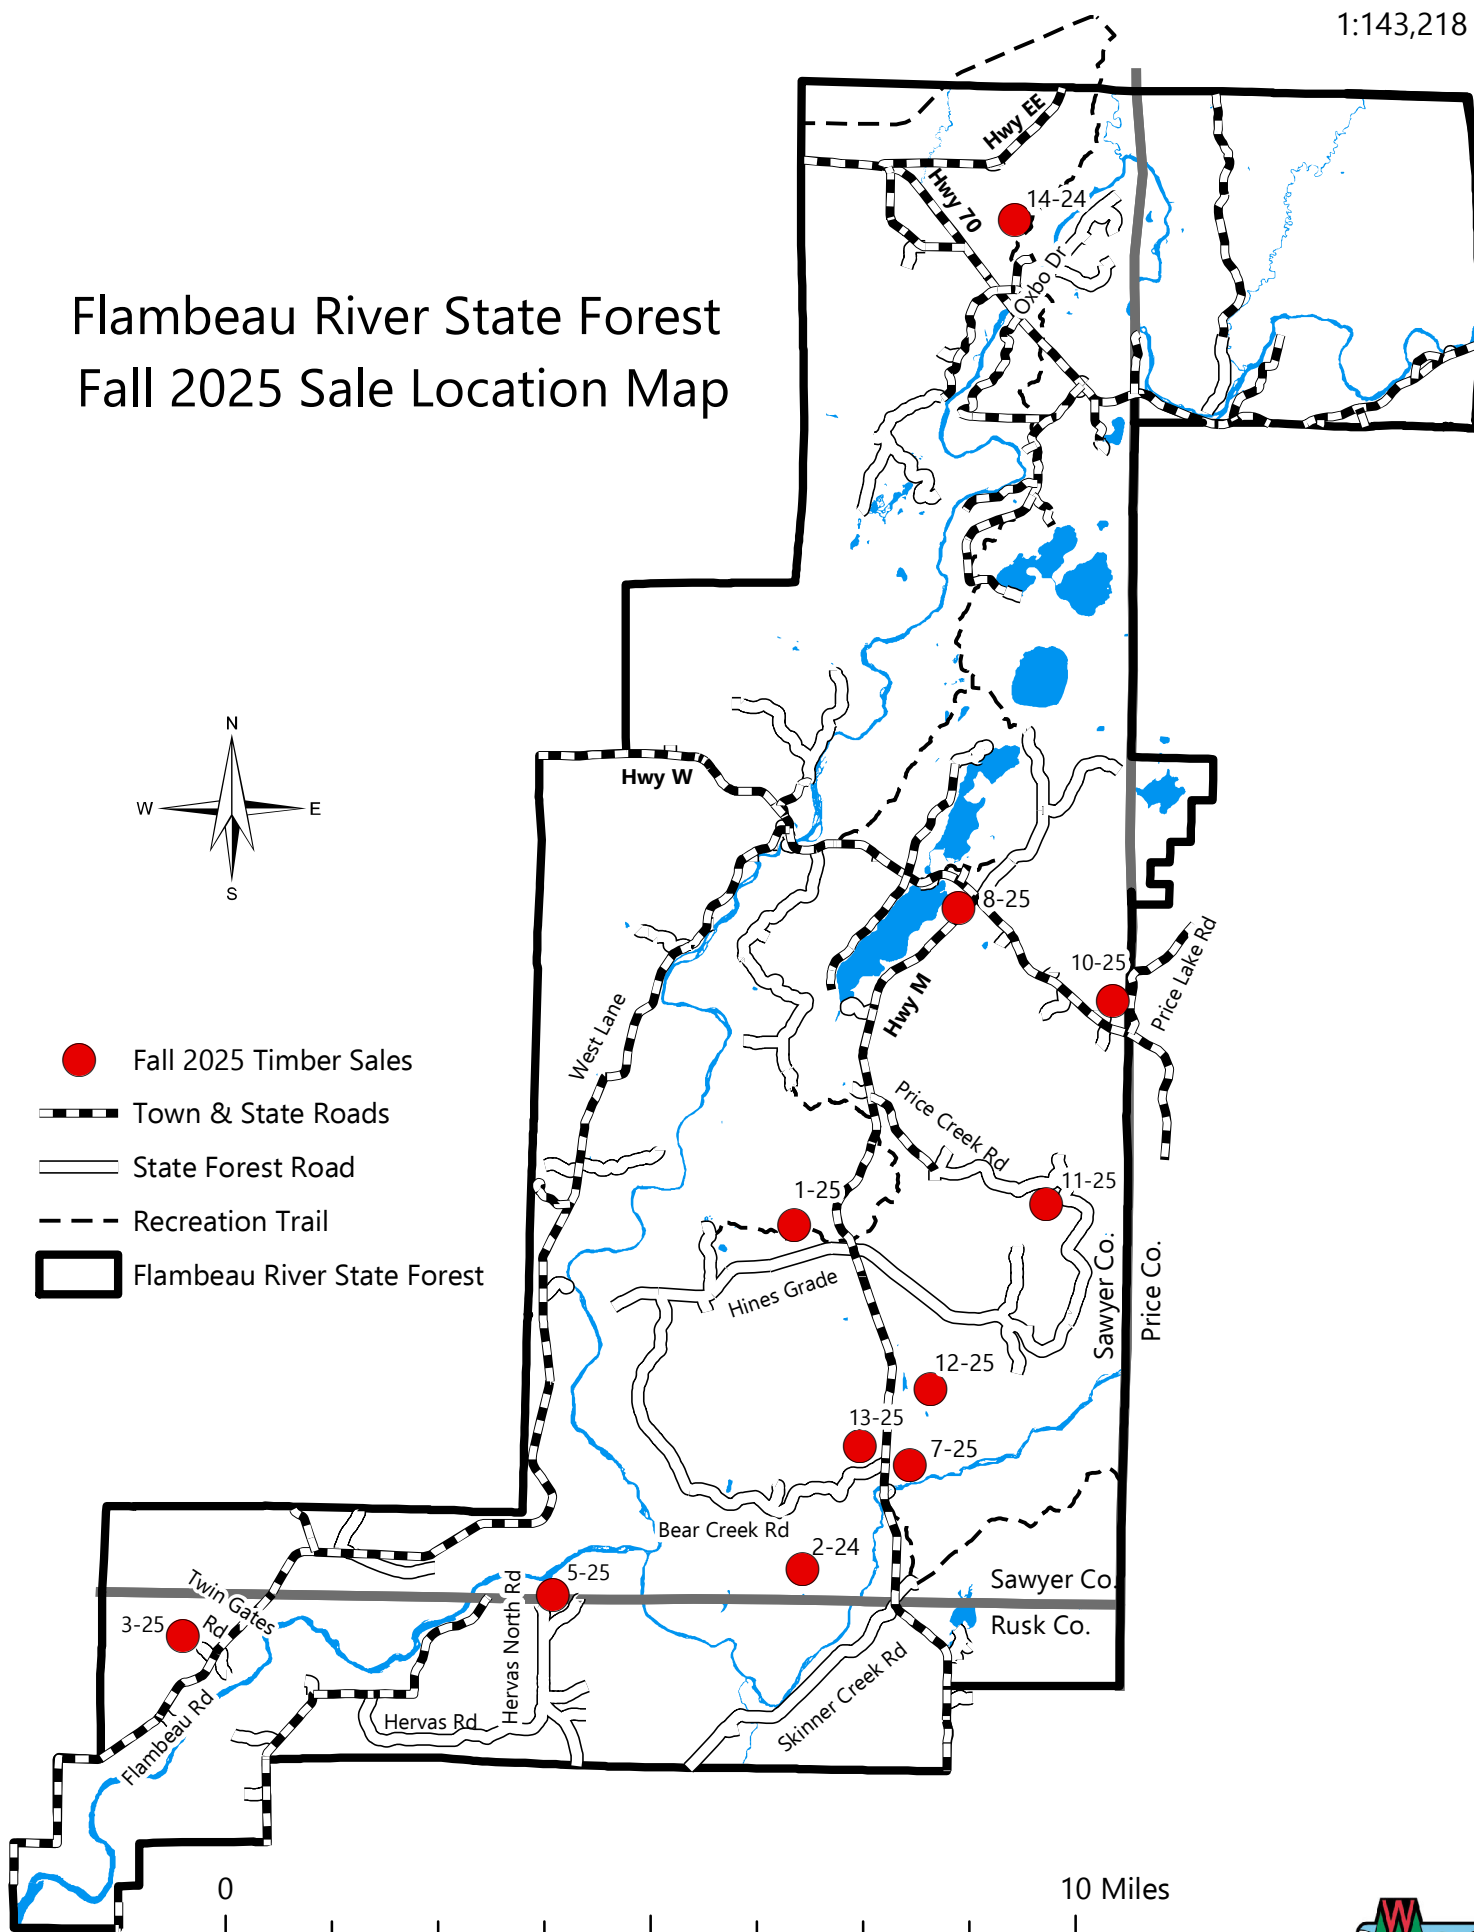 1:143,218
Hwy EE
Hwy 70
14-24
Oxbo Dr
Flambeau River State Forest
Fall 2025 Sale Location Map
N
W
E
S
Hwy W
8-25
10-25
Price Lake Rd
Hwy M
West Lane
Fall 2025 Timber Sales
Town & State Roads
State Forest Road
Recreation Trail
Flambeau River State Forest
Price Creek Rd
1-25
11-25
Hines Grade
Sawyer Co.
Price Co.
12-25
13-25
7-25
Bear Creek Rd
2-24
5-25
Sawyer Co.
Rusk Co.
Twin Gates
Rd
3-25
Hervas North Rd
Hervas Rd
Skinner Creek Rd
Flambeau Rd
0
10 Miles
W